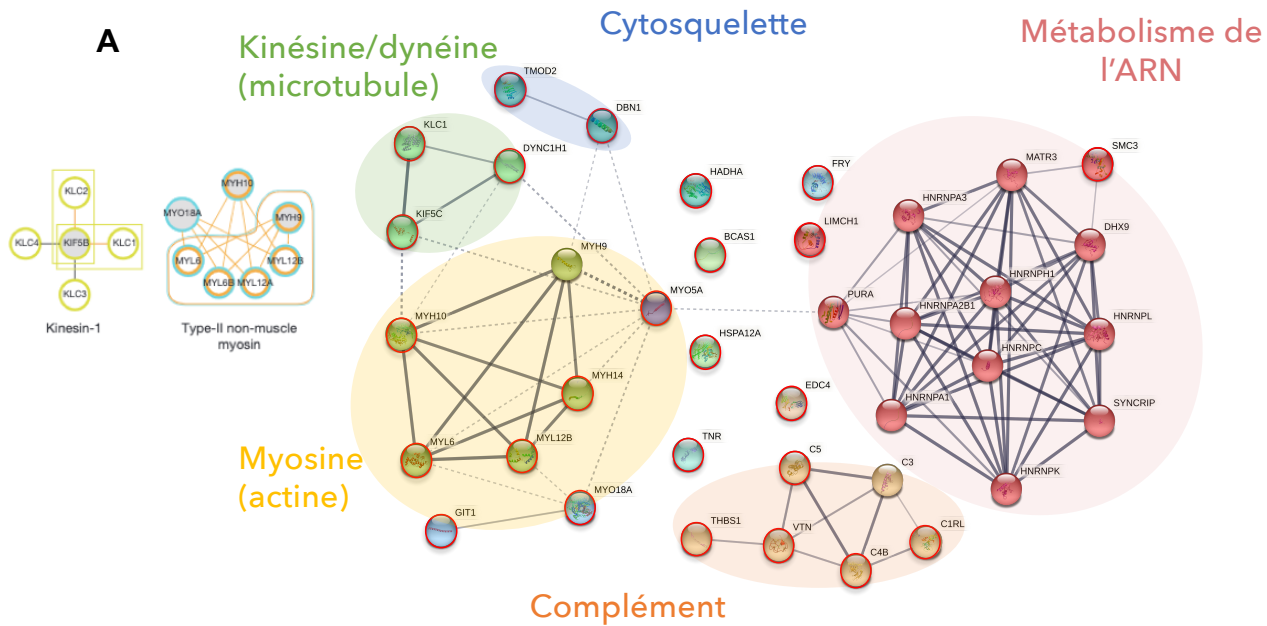 A
Cytosquelette
Métabolisme de
l'ARN
Kinésine/dynéine
(microtubule)
TMOD2
DBN1
KLC1
DYNC1H1
KIF5C
HADHA
FRY
LIMCH1
BCAS1
MATR3
SMC3
HNRNPA3
DHX9
HNRNPH1
PURA
HNRNPA2B1
HNRNPL
HNRNPC
HNRNPA1
SYNCRIP
HNRNPK
KLC2
KLC4
KIF5B
KLC1
KLC3
Kinesin-1
MYH10
MYO18A
MYH9
MYL6
MYL12B
MYL6B
MYL12A
Type-II non-muscle
myosin
MYH9
MYO5A
MYH10
HSPA12A
MYH14
EDC4
MYL6
MYL12B
TNR
Myosine
(actine)
MYO18A
GIT1
C5
C3
THBS1
VTN
C1RL
C4B
Complément